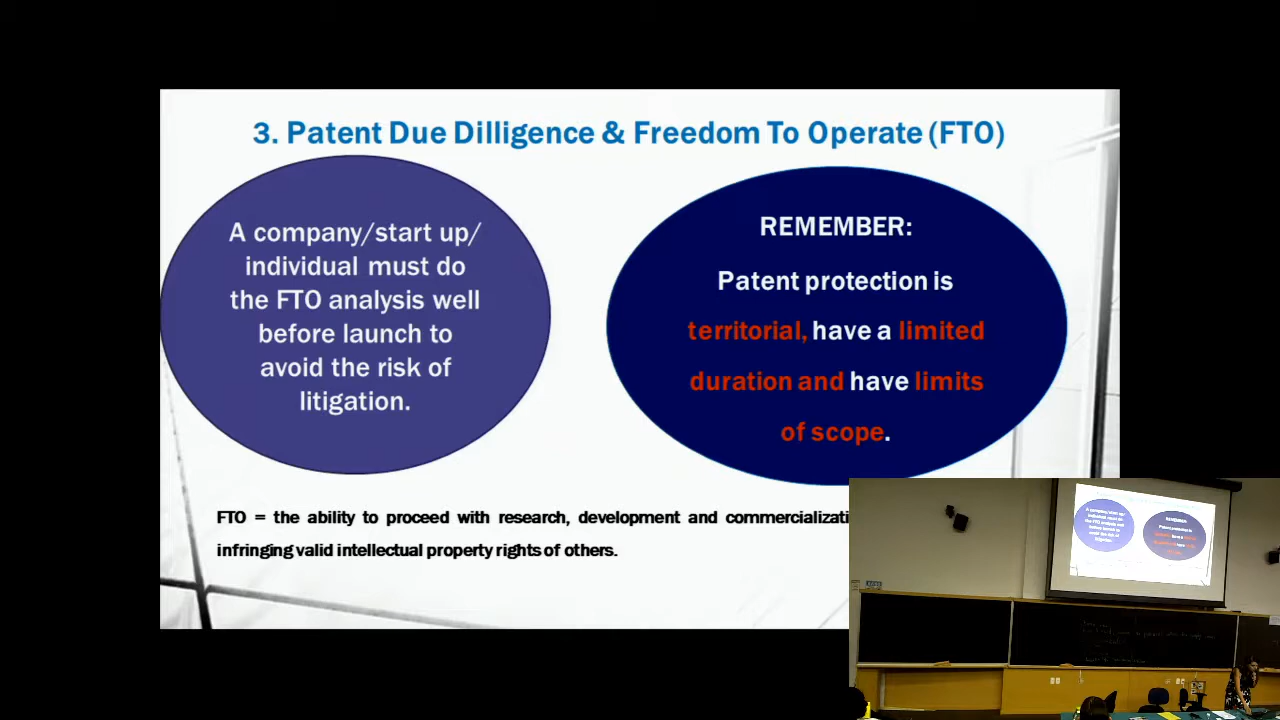 3. Patent Due Dilligence & Freedom To Operate (FTO)
A company/start up/
individual must do
the FTO analysis well
before launch to
avoid the risk of
litigation.
REMEMBER:
Patent protection is
territorial, have a limited
duration and have limits
of scope.
FTO = the ability to proceed with research, development and
infringing valid intellectual property rights of others.